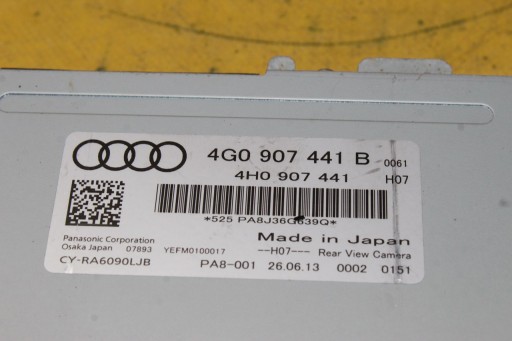 4G0 907 441 B 0061
4H0 907 441 H07
*525 PA8J36G639Q*
Made in Japan
Panasonic Corporation
Osaka Japan 07893 YEFM0100017 --H07--- Rear View Camera
CY-RA6090LJB PA8-001 26.06.13 0002 0151